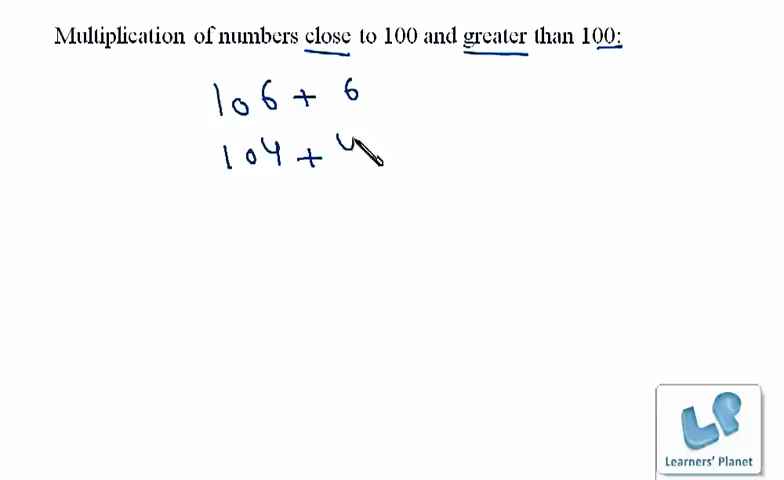 Multiplication of numbers close to 100 and greater than 100:
106 + 6
104 + 4
LP
Learners' Planet